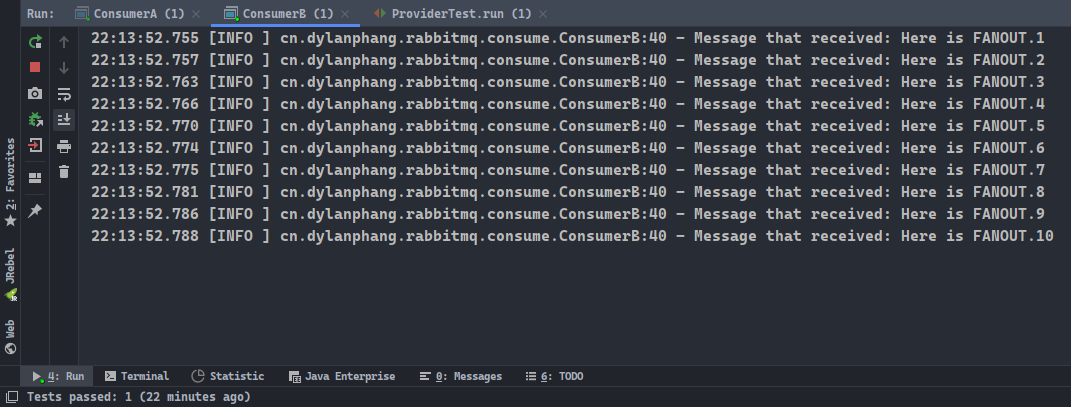 Run: ConsumerA (1) × ConsumerB (1) × ProviderTest.run (1) ×
22:13:52.755 [INFO ] cn.dylanphang.rabbitmq.consume.ConsumerB:40 - Message that received: Here is FANOUT.1
22:13:52.757 [INFO ] cn.dylanphang.rabbitmq.consume.ConsumerB:40 - Message that received: Here is FANOUT.2
22:13:52.763 [INFO ] cn.dylanphang.rabbitmq.consume.ConsumerB:40 - Message that received: Here is FANOUT.3
22:13:52.766 [INFO ] cn.dylanphang.rabbitmq.consume.ConsumerB:40 - Message that received: Here is FANOUT.4
22:13:52.770 [INFO ] cn.dylanphang.rabbitmq.consume.ConsumerB:40 - Message that received: Here is FANOUT.5
22:13:52.774 [INFO ] cn.dylanphang.rabbitmq.consume.ConsumerB:40 - Message that received: Here is FANOUT.6
22:13:52.775 [INFO ] cn.dylanphang.rabbitmq.consume.ConsumerB:40 - Message that received: Here is FANOUT.7
22:13:52.781 [INFO ] cn.dylanphang.rabbitmq.consume.ConsumerB:40 - Message that received: Here is FANOUT.8
22:13:52.786 [INFO ] cn.dylanphang.rabbitmq.consume.ConsumerB:40 - Message that received: Here is FANOUT.9
22:13:52.788 [INFO ] cn.dylanphang.rabbitmq.consume.ConsumerB:40 - Message that received: Here is FANOUT.10
2: Favorites
JRebel
Web
4: Run Terminal Statistic Java Enterprise 0: Messages 6: TODO
Tests passed: 1 (22 minutes ago)